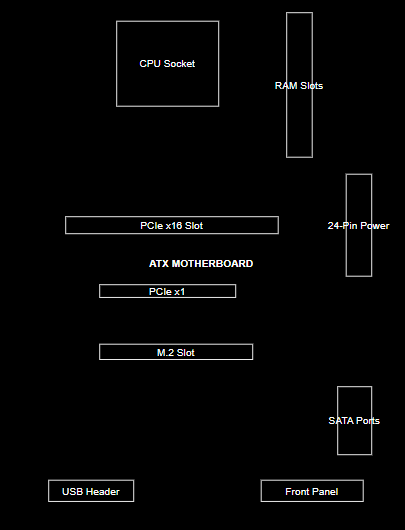 CPU Socket
RAM Slots
PCIe x16 Slot
24-Pin Power
ATX MOTHERBOARD
PCIe x1
M.2 Slot
SATA Ports
USB Header
Front Panel